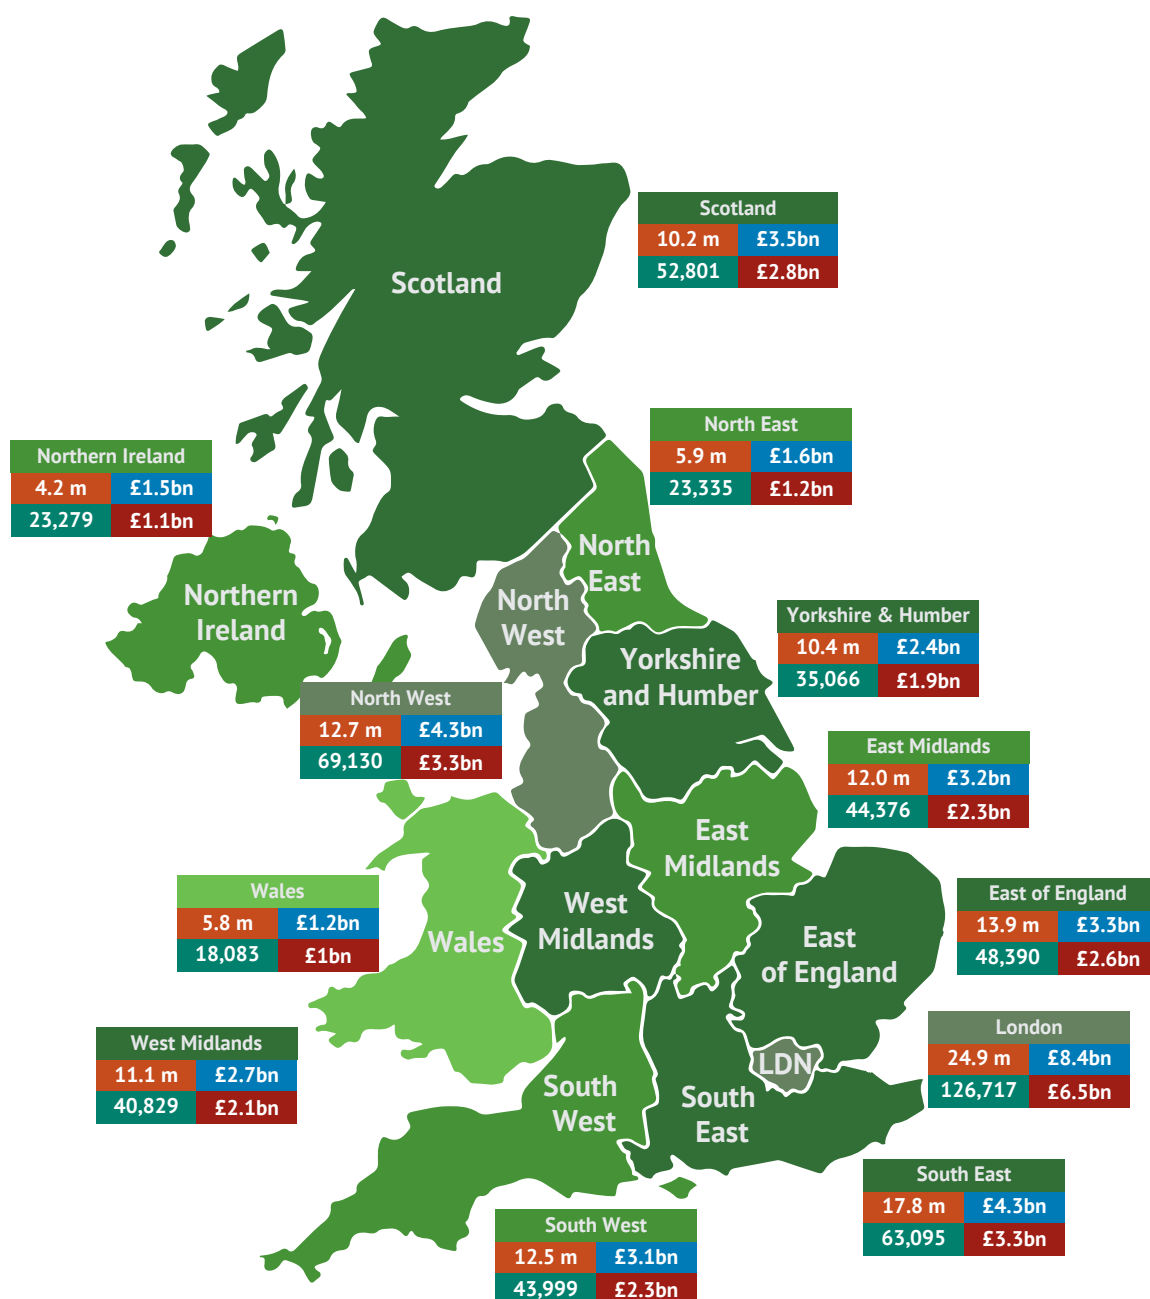 Scotland
10.2 m £3.5bn
52,801 £2.8bn
Scotland
North East
5.9 m £1.6bn
23,335 £1.2bn
Northern Ireland
4.2 m £1.5bn
23,279 £1.1bn
North
East
Northern
Ireland
North
West
Yorkshire & Humber
10.4 m £2.4bn
35,066 £1.9bn
Yorkshire
and Humber
North West
12.7 m £4.3bn
69,130 £3.3bn
East Midlands
12.0 m £3.2bn
44,376 £2.3bn
East
Midlands
Wales
5.8 m £1.2bn
18,083 £1bn
Wales
West
Midlands
East of England
13.9 m £3.3bn
48,390 £2.6bn
East
of England
West Midlands
11.1 m £2.7bn
40,829 £2.1bn
London
24.9 m £8.4bn
126,717 £6.5bn
LDN
South
West
South
East
South East
17.8 m £4.3bn
63,095 £3.3bn
South West
12.5 m £3.1bn
43,999 £2.3bn